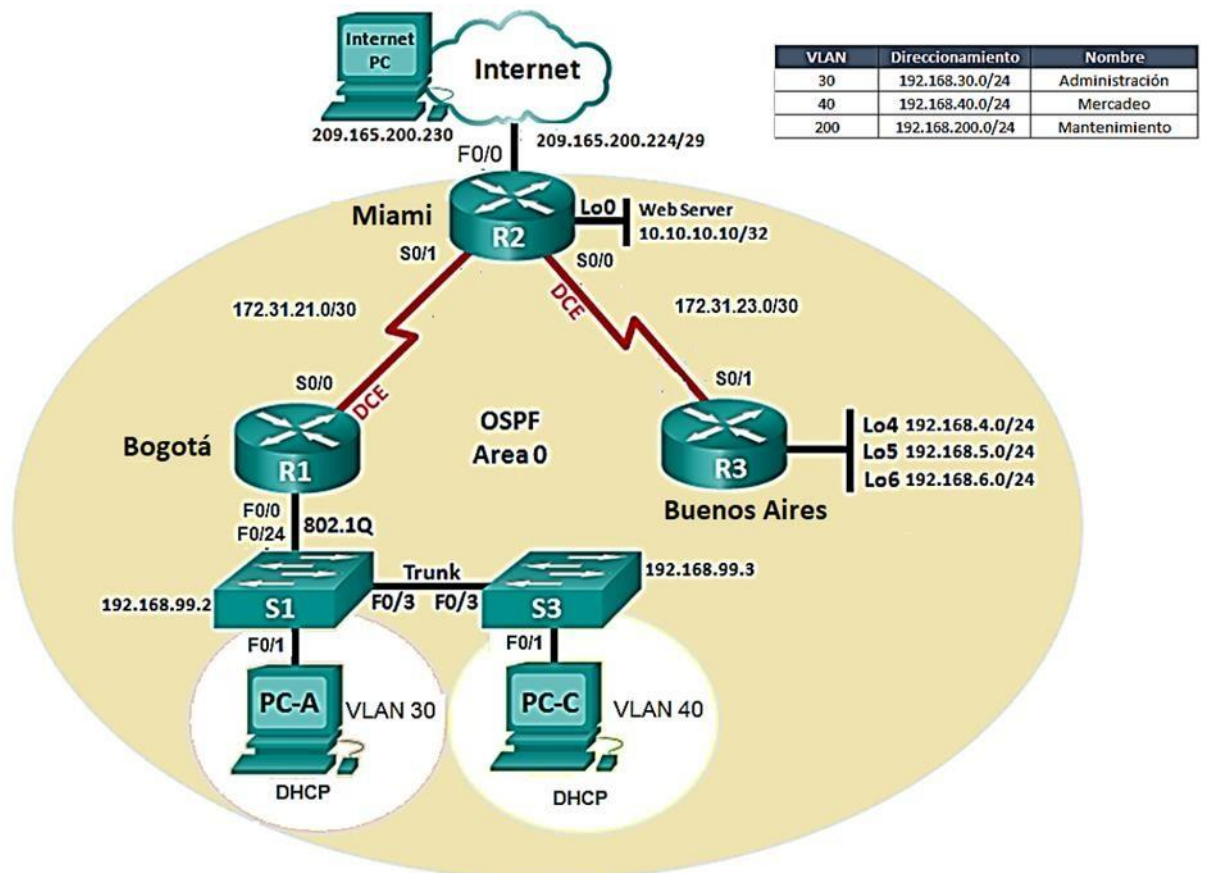 Internet
PC
Internet
209.165.200.230
209.165.200.224/29
F0/0
VLAN Direccionamiento Nombre
30 192.168.30.0/24 Administración
40 192.168.40.0/24 Mercadeo
200 192.168.200.0/24 Mantenimiento
Miami
R2
Lo0
Web Server
10.10.10.10/32
S0/1
S0/0
DCE
172.31.21.0/30
172.31.23.0/30
S0/0
DCE
S0/1
OSPF
Area 0
Bogotá
R1
R3
Buenos Aires
Lo4 192.168.4.0/24
Lo5 192.168.5.0/24
Lo6 192.168.6.0/24
F0/0
F0/24
802.1Q
192.168.99.2
S1
Trunk
F0/3 F0/3
S3
192.168.99.3
F0/1
F0/1
PC-A
VLAN 30
DHCP
PC-C
VLAN 40
DHCP